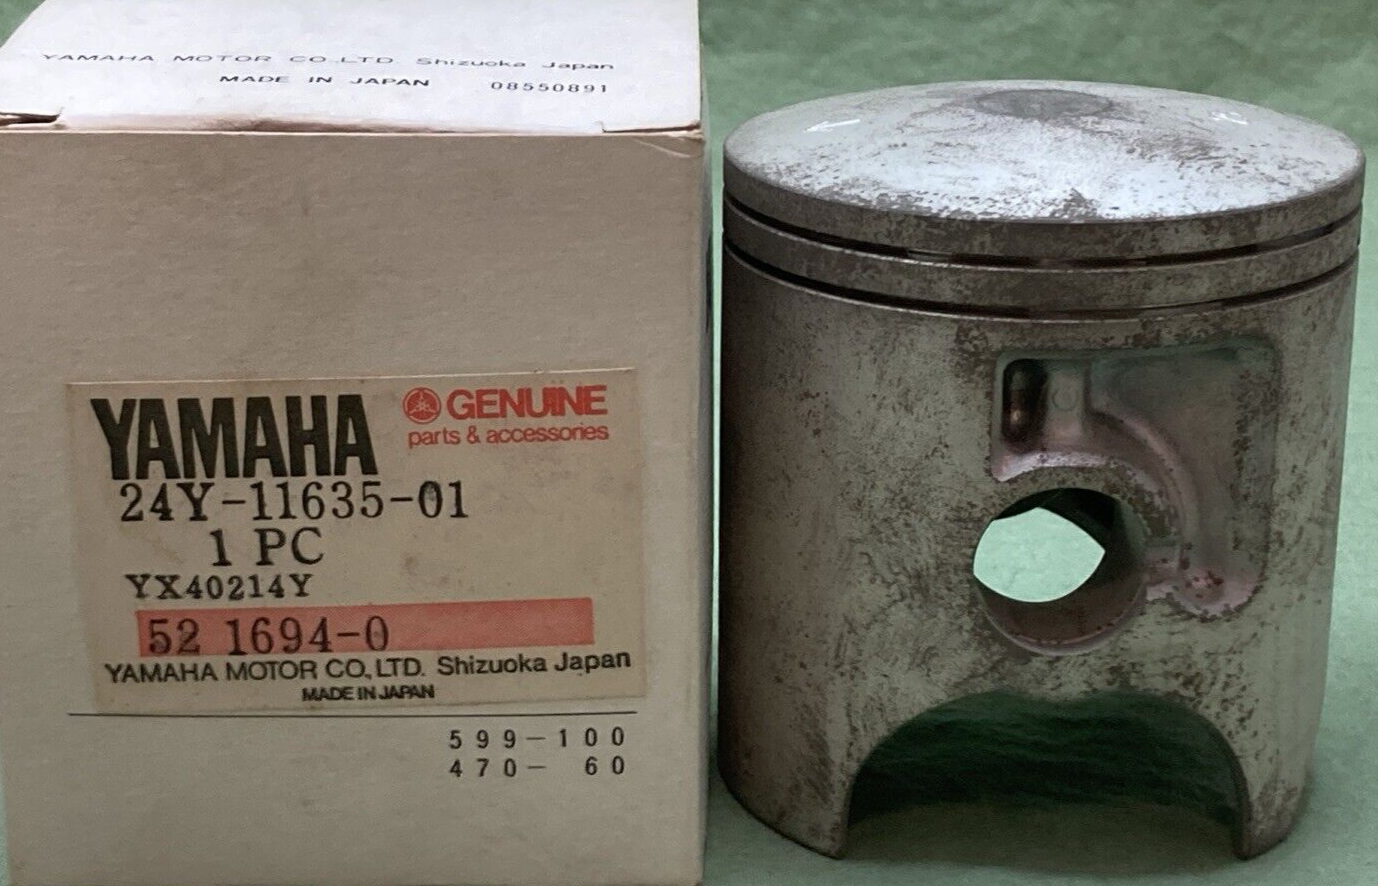 YAMAHA MOTOR CO.LTD Shizuoka Japan
MADE IN JAPAN 08550891
YAMAHA GENUINE
parts & accessories
24Y-11635-01
1 PC
YX40214Y
52 1694-0
YAMAHA MOTOR CO.,LTD. Shizuoka Japan
MADE IN JAPAN
599-100
470- 60